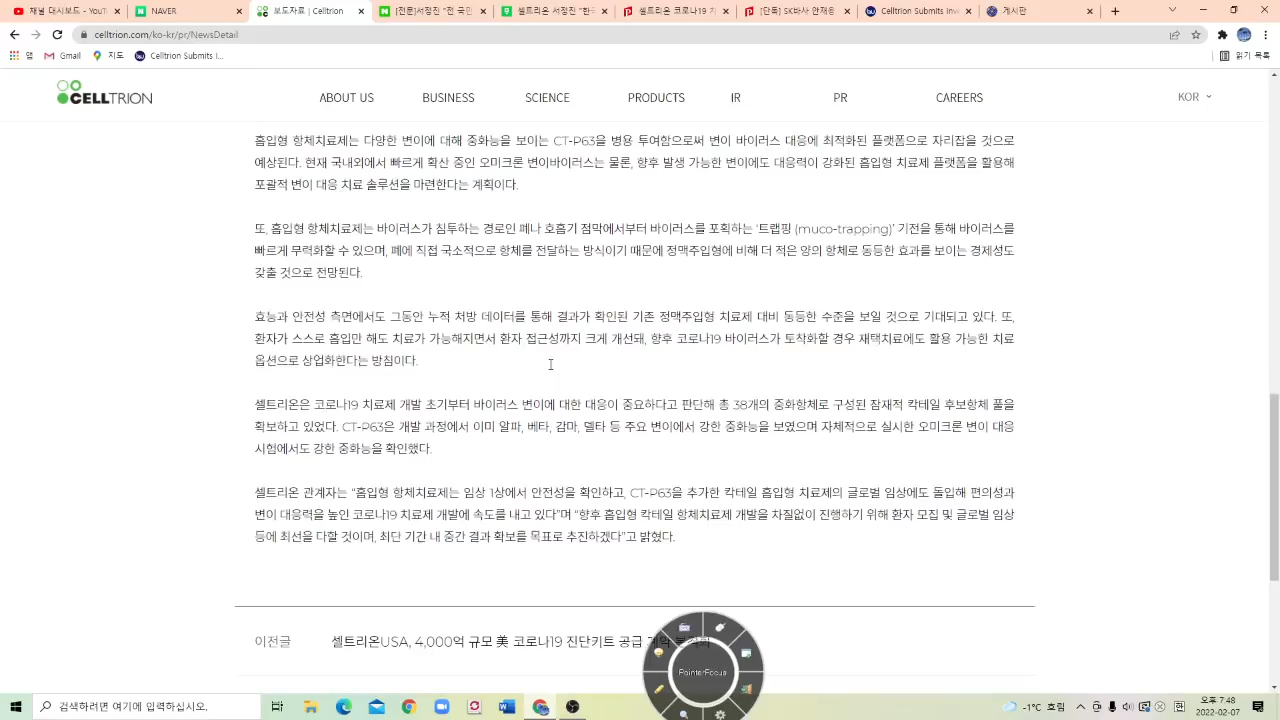 채널 대시보드 - YouT
NAVER
보도자료 | Celltrion
[전문]서정진 "전 국민
셀트리온 서정진 "한
셀트리온 코로나19 치
[단독] SK바사 안재용
Celltrion Submits Inve
게시판
celltrion.com/ko-kr/pr/NewsDetail
앱
Gmail
지도
Celltrion Submits I...
읽기 목록
CELLTRION
ABOUT US BUSINESS SCIENCE PRODUCTS IR PR CAREERS
KOR
흡입형 항체치료제는 다양한 변이에 대해 중화능을 보이는 CT-P63을 병용 투여함으로써 변이 바이러스 대응에 최적화된 플랫폼으로 자리잡을 것으로
예상된다. 현재 국내외에서 빠르게 확산 중인 오미크론 변이바이러스는 물론, 향후 발생 가능한 변이에도 대응력이 강화된 흡입형 치료제 플랫폼을 활용해
포괄적 변이 대응 치료 솔루션을 마련한다는 계획이다.
또, 흡입형 항체치료제는 바이러스가 침투하는 경로인 폐나 호흡기 점막에서부터 바이러스를 포획하는 '트랩핑 (muco-trapping)' 기전을 통해 바이러스를
빠르게 무력화할 수 있으며, 폐에 직접 국소적으로 항체를 전달하는 방식이기 때문에 정맥주입형에 비해 더 적은 양의 항체로 동등한 효과를 보이는 경제성도
갖출 것으로 전망된다.
효능과 안전성 측면에서도 그동안 누적 처방 데이터를 통해 결과가 확인된 기존 정맥주입형 치료제 대비 동등한 수준을 보일 것으로 기대되고 있다. 또,
환자가 스스로 흡입만 해도 치료가 가능해지면서 환자 접근성까지 크게 개선돼, 향후 코로나19 바이러스가 토착화할 경우 재택치료에도 활용 가능한 치료
옵션으로 상업화한다는 방침이다.
셀트리온은 코로나19 치료제 개발 초기부터 바이러스 변이에 대한 대응이 중요하다고 판단해 총 38개의 중화항체로 구성된 잠재적 칵테일 후보항체 풀을
확보하고 있었다. CT-P63은 개발 과정에서 이미 알파, 베타, 감마, 델타 등 주요 변이에서 강한 중화능을 보였으며 자체적으로 실시한 오미크론 변이 대응
시험에서도 강한 중화능을 확인했다.
셀트리온 관계자는 "흡입형 항체치료제는 임상 1상에서 안전성을 확인하고, CT-P63을 추가한 칵테일 흡입형 치료제의 글로벌 임상에도 돌입해 편의성과
변이 대응력을 높인 코로나19 치료제 개발에 속도를 내고 있다"며 "향후 흡입형 칵테일 항체치료제 개발을 차질없이 진행하기 위해 환자 모집 및 글로벌 임상
등에 최선을 다할 것이며, 최단 기간 내 중간 결과 확보를 목표로 추진하겠다"고 밝혔다.
이전글 셀트리온USA, 4,000억 규모 美 코로나19 진단키트 공급
PointerFocus
검색하려면 여기에 입력하십시오.
-1°C 흐림
오후 7:48
2022-02-07